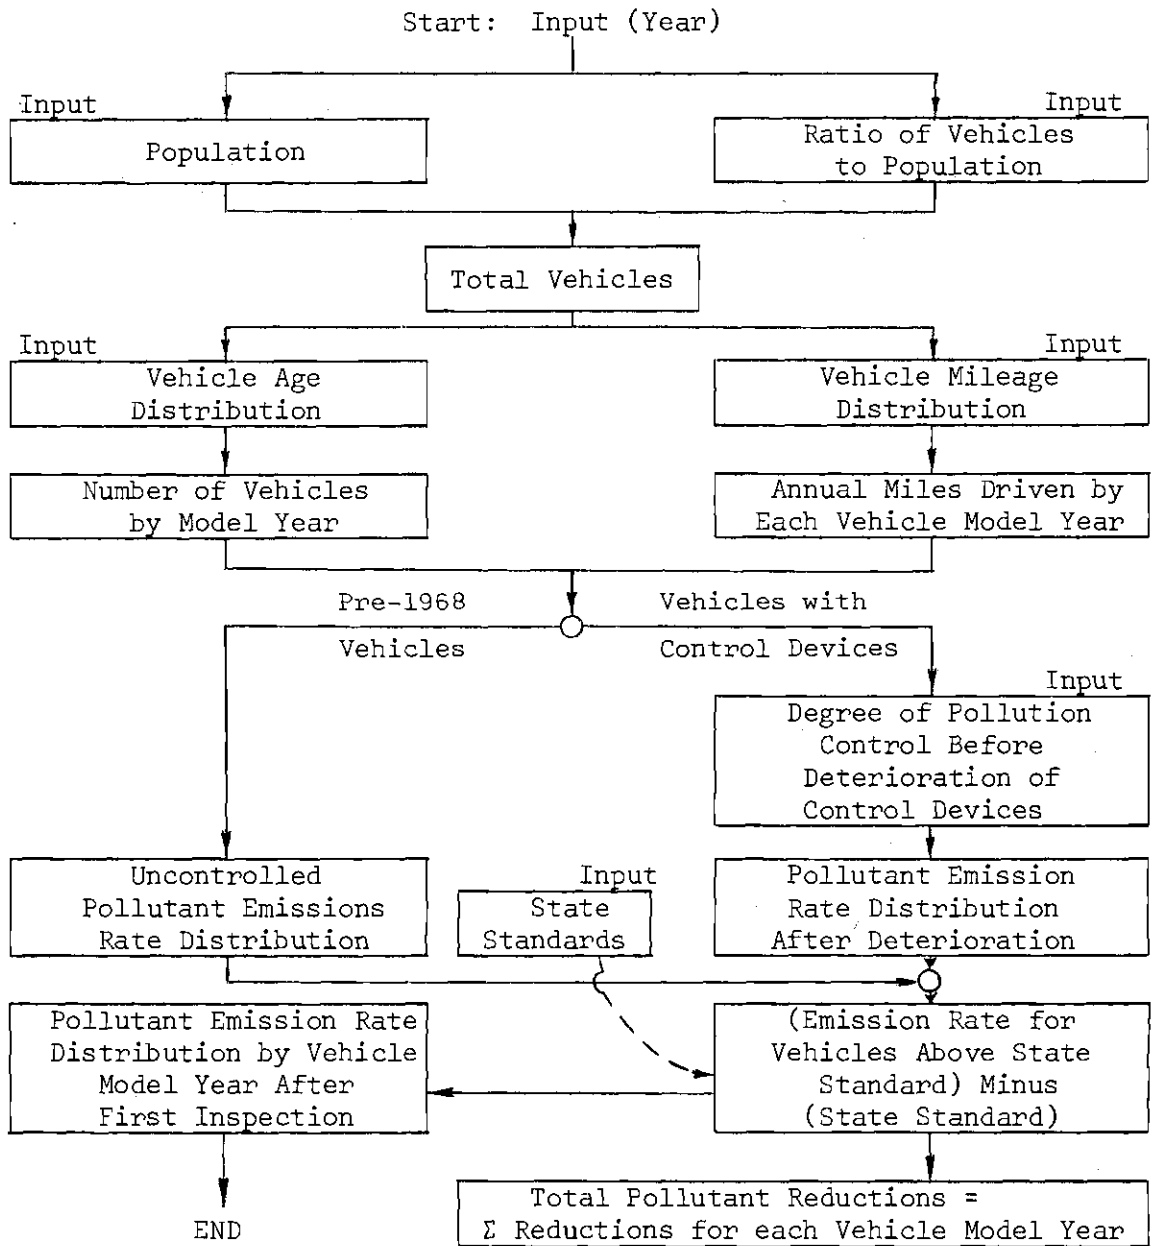 Start: Input (Year)
Input
Population
Input
Ratio of Vehicles
to Population
Total Vehicles
Input
Vehicle Age
Distribution
Input
Vehicle Mileage
Distribution
Number of Vehicles
by Model Year
Annual Miles Driven by
Each Vehicle Model Year
Pre-1968
Vehicles
Vehicles with
Control Devices
Input
Degree of Pollution
Control Before
Deterioration of
Control Devices
Uncontrolled
Pollutant Emissions
Rate Distribution
Input
State
Standards
Pollutant Emission
Rate Distribution
After Deterioration
Pollutant Emission Rate
Distribution by Vehicle
Model Year After
First Inspection
(Emission Rate for
Vehicles Above State
Standard) Minus
(State Standard)
END
Total Pollutant Reductions =
Σ Reductions for each Vehicle Model Year